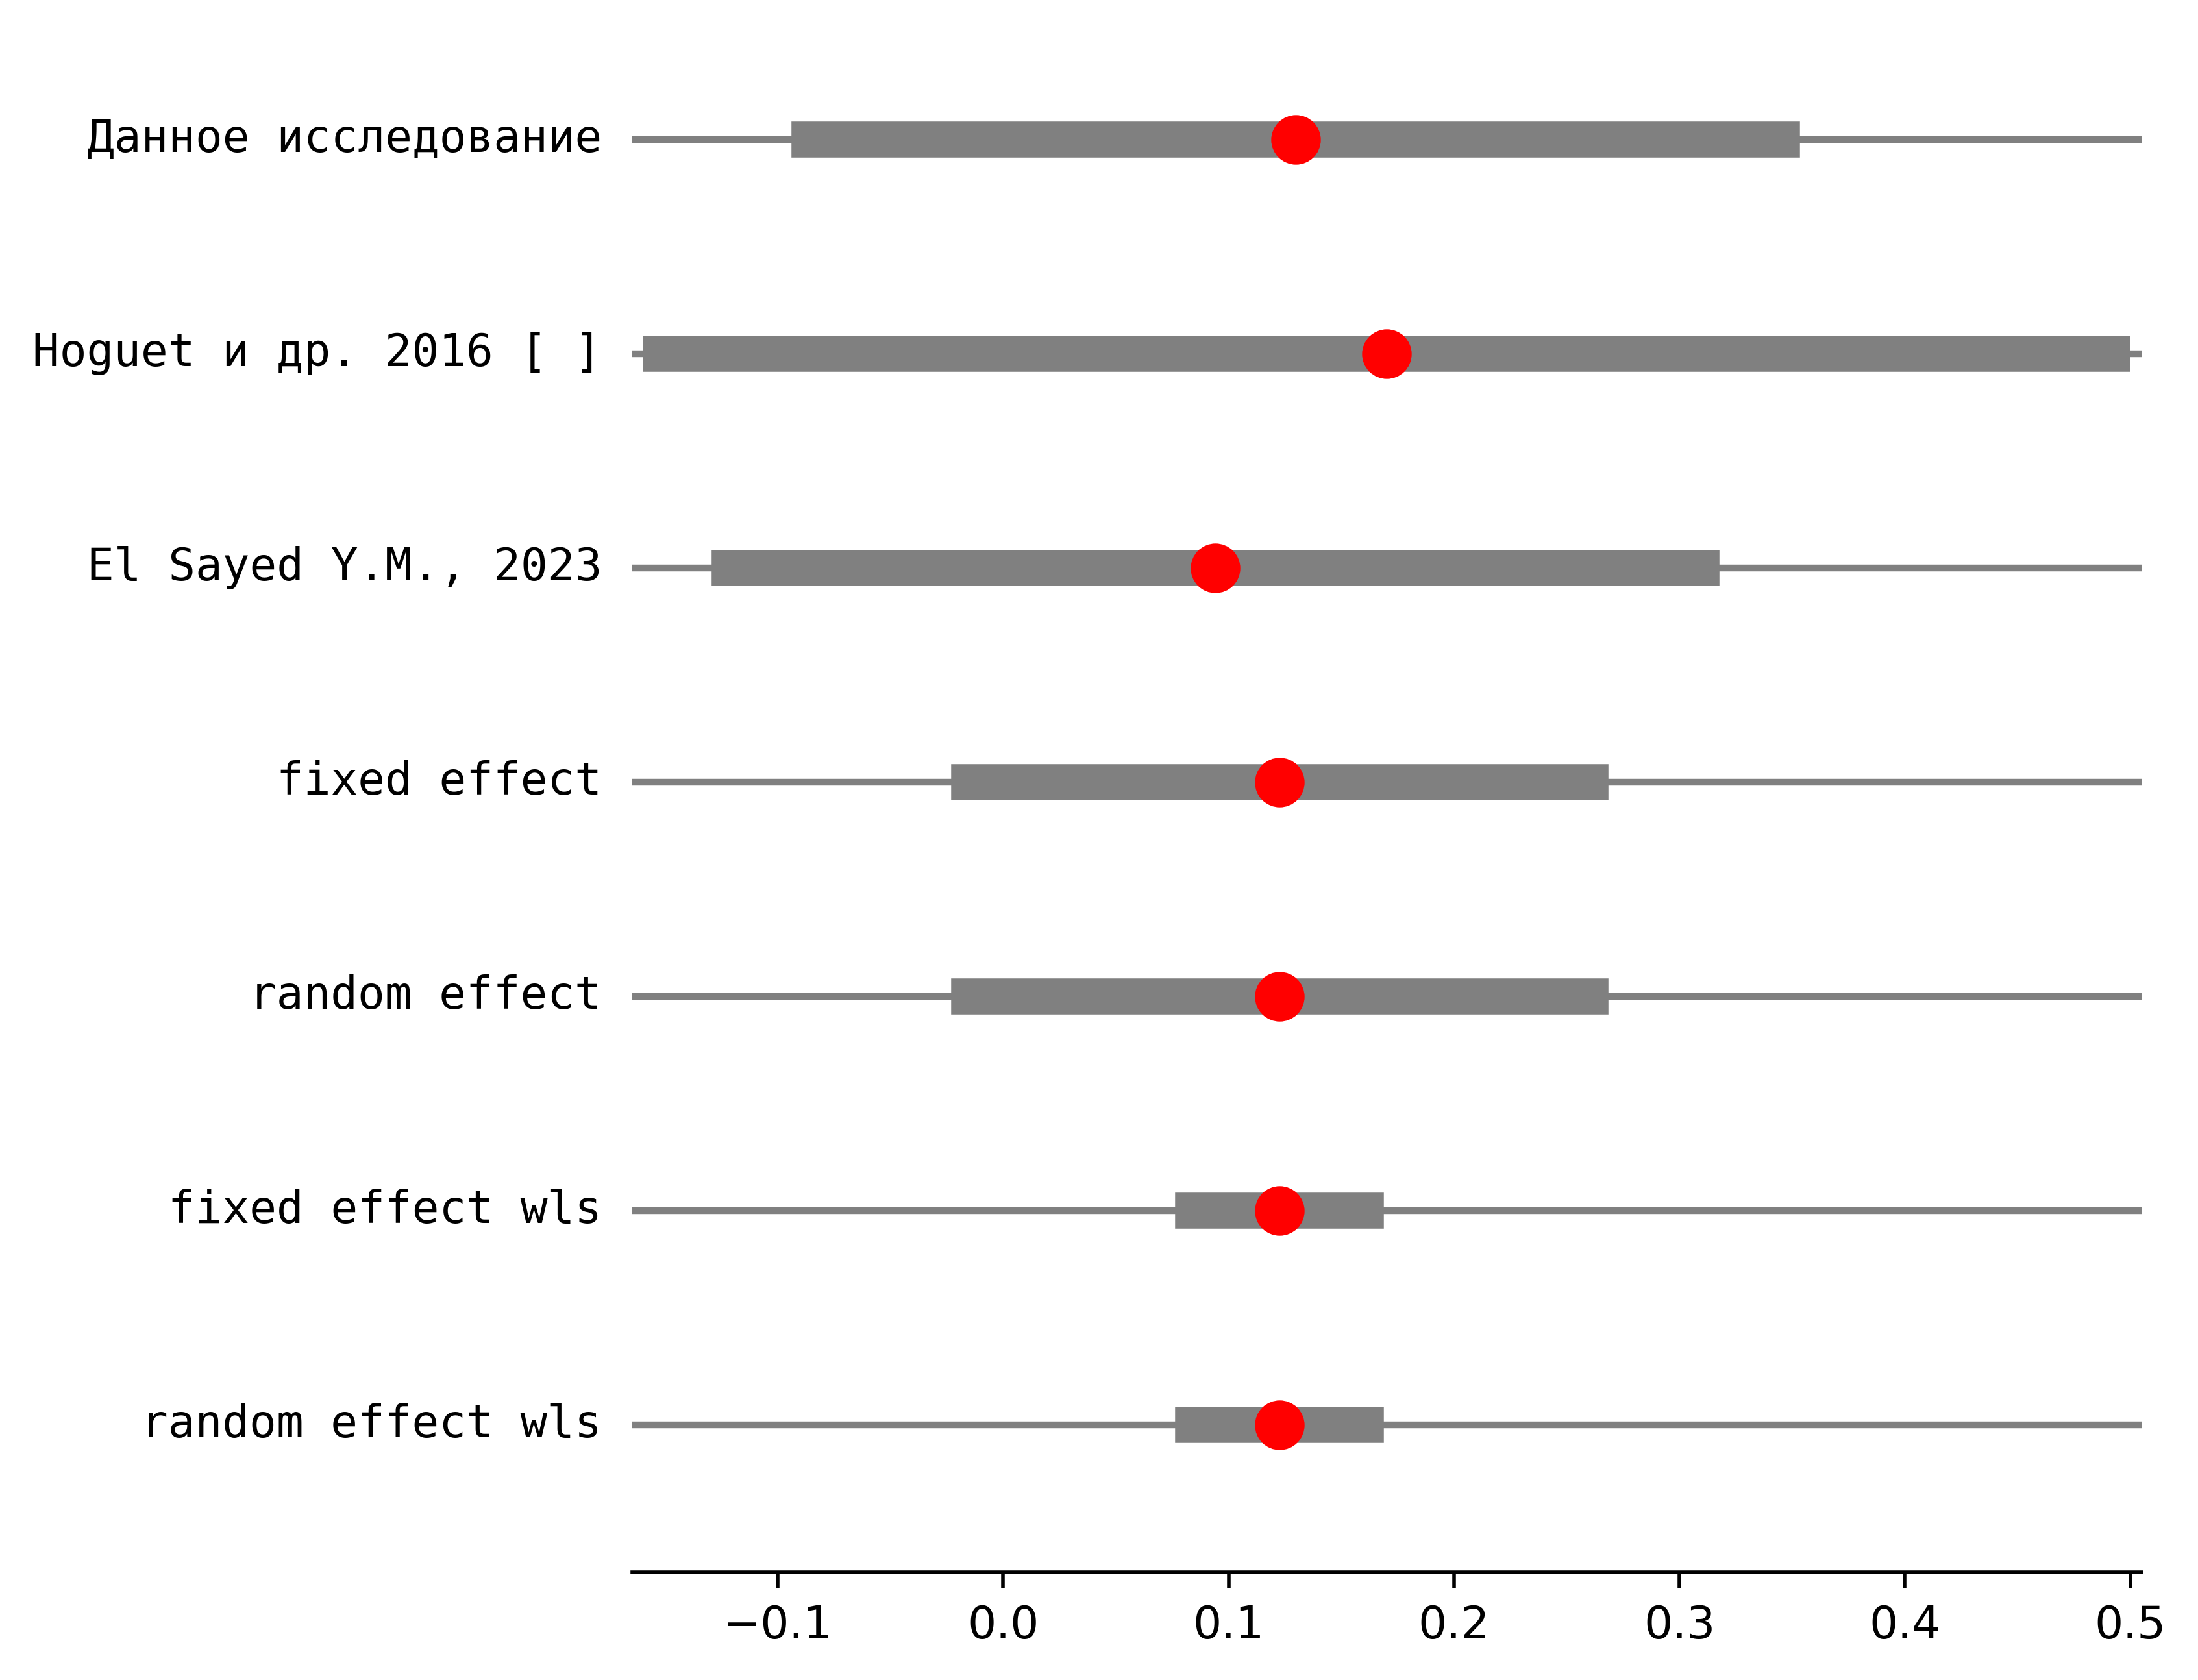 Данное исследование
Hoguet и др. 2016 [ ]
El Sayed Y.M., 2023
fixed effect
random effect
fixed effect wls
random effect wls
−0.1 0.0 0.1 0.2 0.3 0.4 0.5